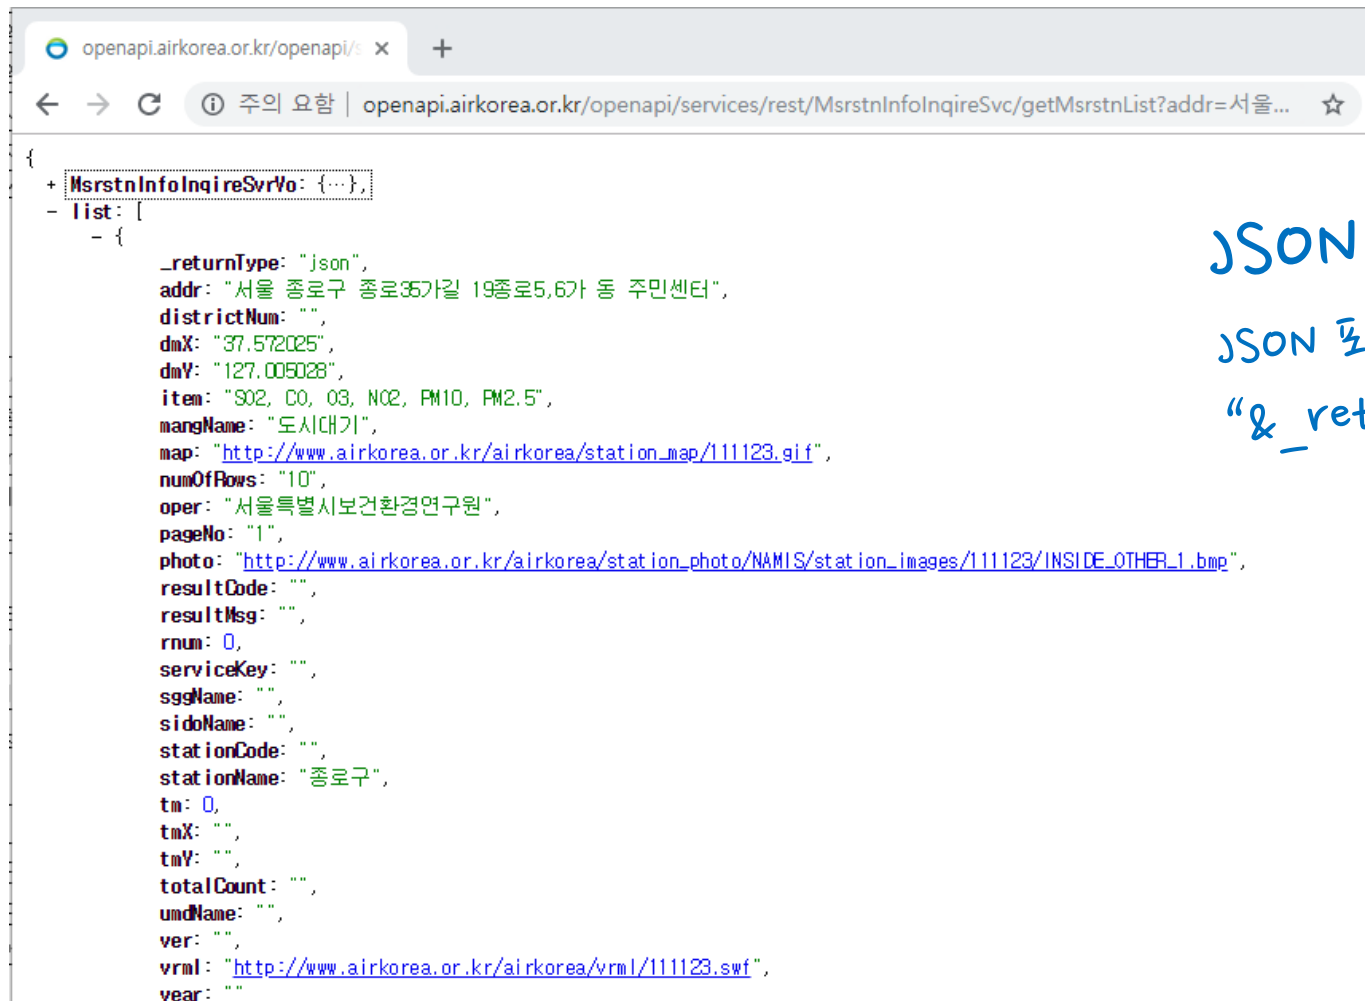 openapi.airkorea.or.kr/openapi/s
주의 요함 | openapi.airkorea.or.kr/openapi/services/rest/MsrstnInfoInqireSvc/getMsrstnList?addr=서울...
{
+ MsrstnInfoInqireSvrVo: {…},
- list: [
- {
_returnType: "json",
addr: "서울 종로구 종로35가길 19종로5,6가 동 주민센터",
districtNum: "",
dmX: "37.572025",
dmY: "127.005028",
item: "SO2, CO, O3, NO2, PM10, PM2.5",
mangName: "도시대기",
map: "http://www.airkorea.or.kr/airkorea/station_map/111123.gif",
numOfRows: "10",
oper: "서울특별시보건환경연구원",
pageNo: "1",
photo: "http://www.airkorea.or.kr/airkorea/station_photo/NAMIS/station_images/111123/INSIDE_OTHER_1.bmp",
resultCode: "",
resultMsg: "",
rnum: 0,
serviceKey: "",
sggName: "",
sidoName: "",
stationCode: "",
stationName: "종로구",
tm: 0,
tmX: "",
tmY: "",
totalCount: "",
umdName: "",
ver: "",
vrml: "http://www.airkorea.or.kr/airkorea/vrml/111123.swf",
year: ""
JSON
JSON 포
“&_ret